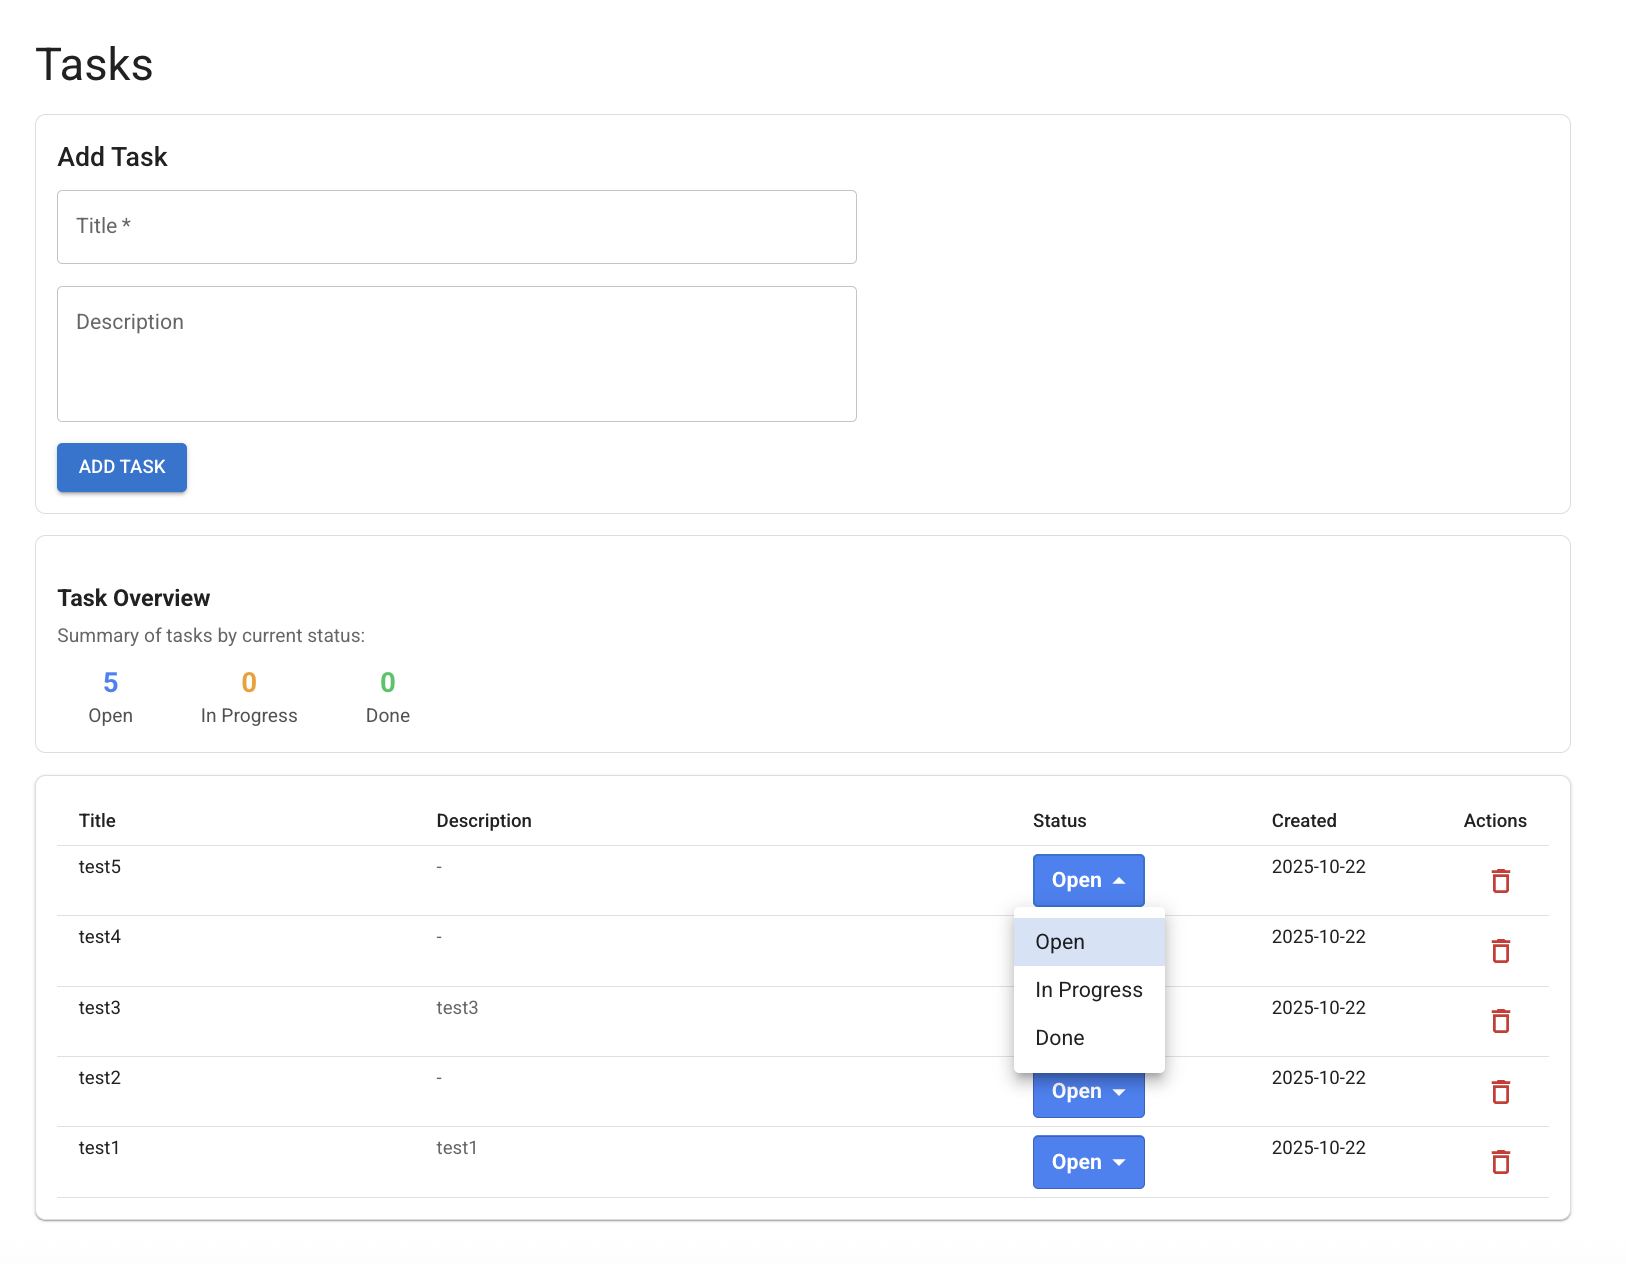 Tasks
Add Task
Title *
Description
ADD TASK
Task Overview
Summary of tasks by current status:
5 0 0
Open In Progress Done
Title Description Status Created Actions
test5 - Open 2025-10-22
Open
In Progress
Done
test4 - 2025-10-22
test3 test3 2025-10-22
test2 - Open 2025-10-22
test1 test1 Open 2025-10-22